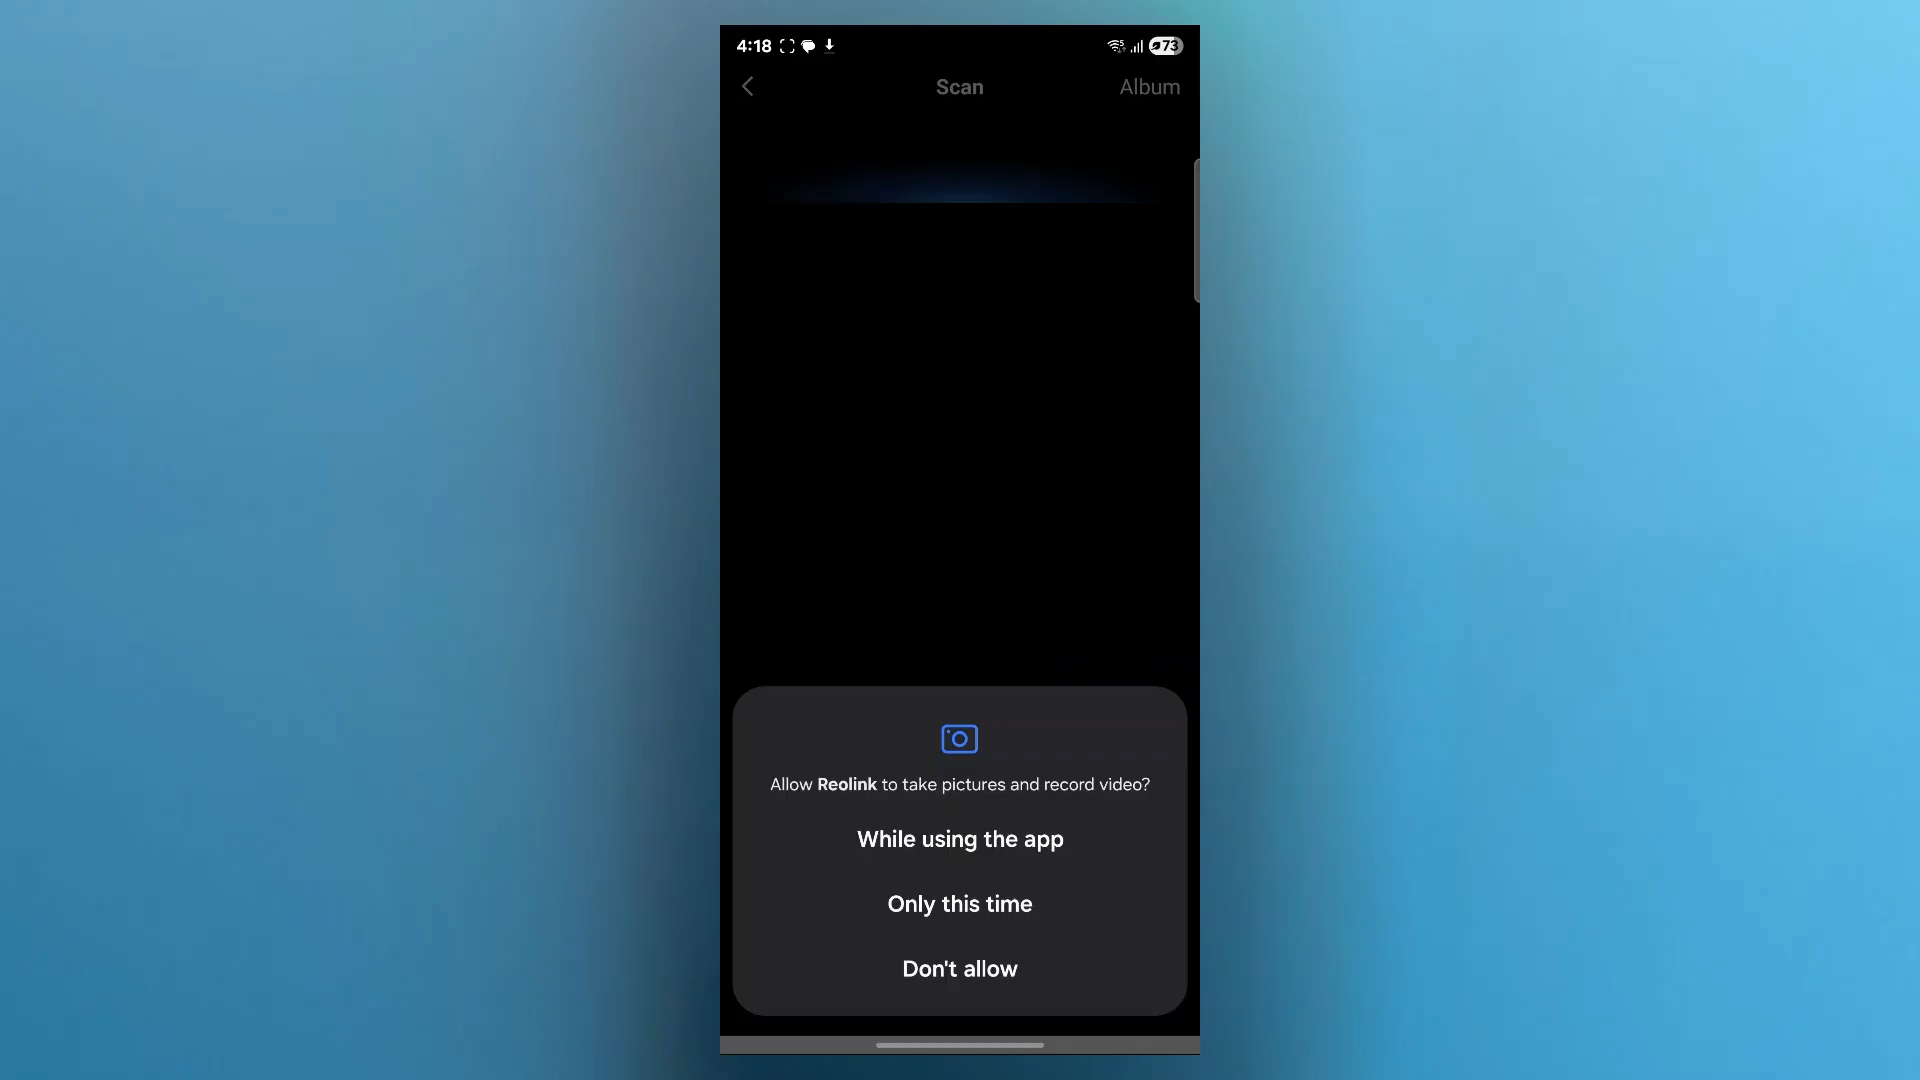 4:18 73
Scan Album
Allow Reolink to take pictures and record video?
While using the app
Only this time
Don't allow